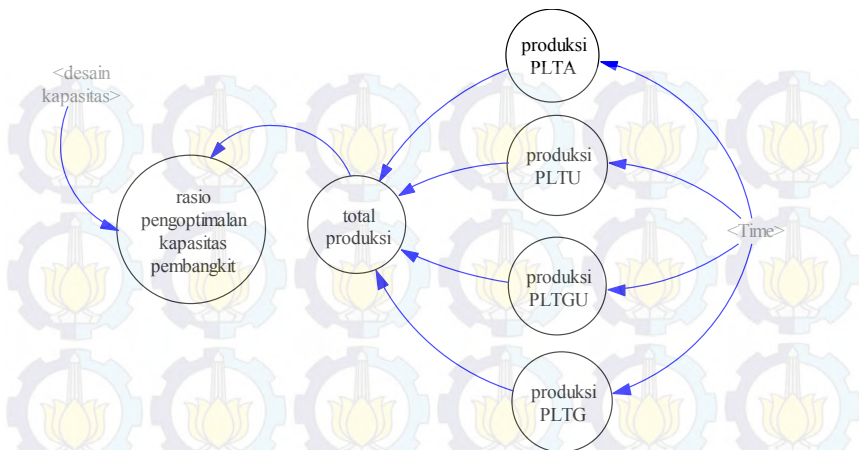 <desain
kapasitas>
rasio
pengoptimalan
kapasitas
pembangkit
total
produksi
produksi
PLTA
produksi
PLTU
produksi
PLTGU
produksi
PLTG
<Time>